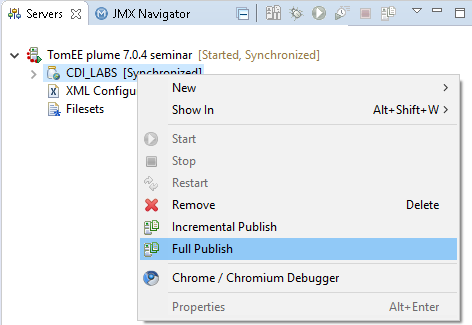 Servers JMX Navigator
TomEE plume 7.0.4 seminar [Started, Synchronized]
CDI_LABS [Synchronized]
XML Configu
Filesets
New
Show In Alt+Shift+W
Start
Stop
Restart
Remove Delete
Incremental Publish
Full Publish
Chrome / Chromium Debugger
Properties Alt+Enter